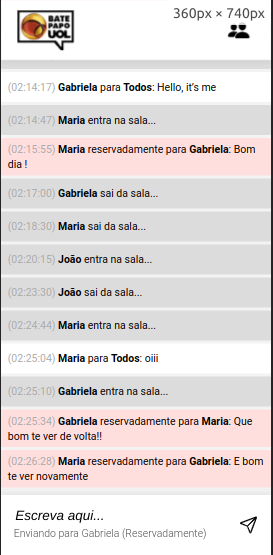 360px × 740px
BATE
PAPO
UOL
(02:14:17) Gabriela para Todos: Hello, it's me
(02:14:47) Maria entra na sala...
(02:15:55) Maria reservadamente para Gabriela: Bom
dia !
(02:17:00) Gabriela sai da sala...
(02:18:30) Maria sai da sala...
(02:20:15) João entra na sala...
(02:23:30) João sai da sala...
(02:24:44) Maria entra na sala...
(02:25:04) Maria para Todos: oiii
(02:25:10) Gabriela entra na sala...
(02:25:34) Gabriela reservadamente para Maria: Que
bom te ver de volta!!
(02:26:28) Maria reservadamente para Gabriela: E bom
te ver novamente
Escreva aqui...
Enviando para Gabriela (Reservadamente)